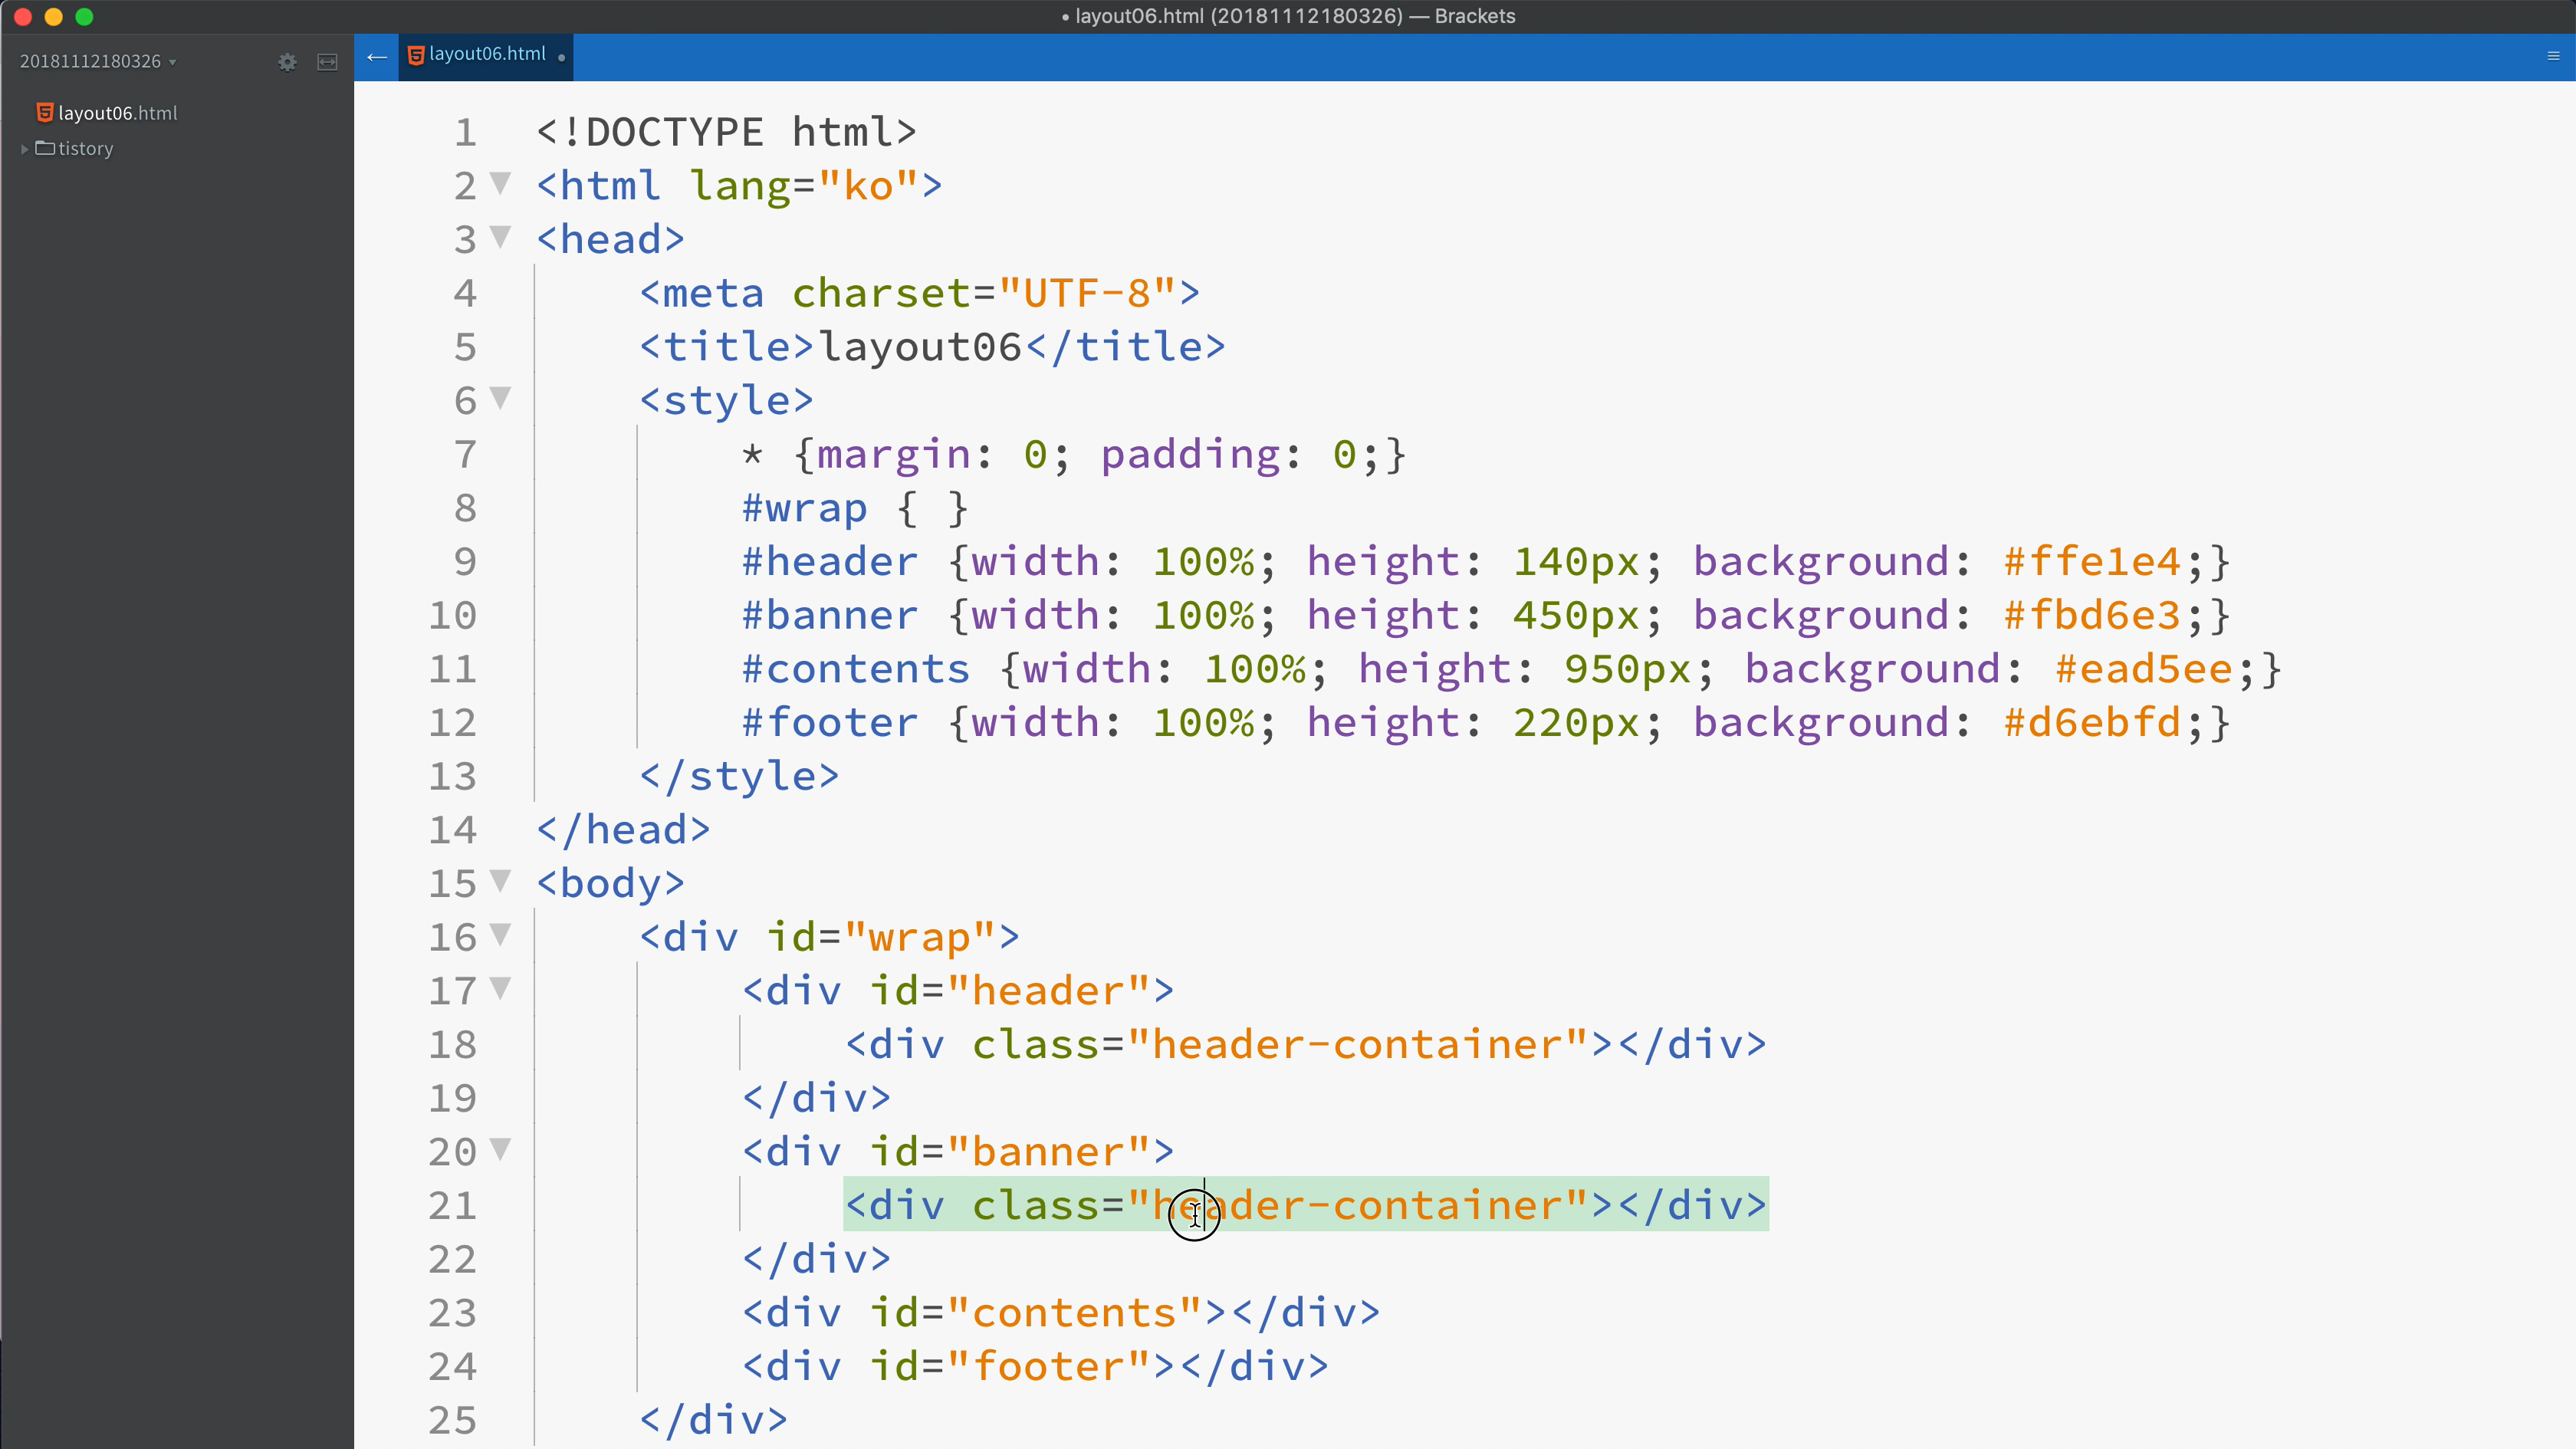 • layout06.html (20181112180326) — Brackets
20181112180326
layout06.html
tistory
layout06.html
1 <!DOCTYPE html>
2 <html lang="ko">
3 <head>
4 <meta charset="UTF-8">
5 <title>layout06</title>
6 <style>
7 * {margin: 0; padding: 0;}
8 #wrap { }
9 #header {width: 100%; height: 140px; background: #ffe1e4;}
10 #banner {width: 100%; height: 450px; background: #fbd6e3;}
11 #contents {width: 100%; height: 950px; background: #ead5ee;}
12 #footer {width: 100%; height: 220px; background: #d6ebfd;}
13 </style>
14 </head>
15 <body>
16 <div id="wrap">
17 <div id="header">
18 <div class="header-container"></div>
19 </div>
20 <div id="banner">
21 <div class="header-container"></div>
22 </div>
23 <div id="contents"></div>
24 <div id="footer"></div>
25 </div>